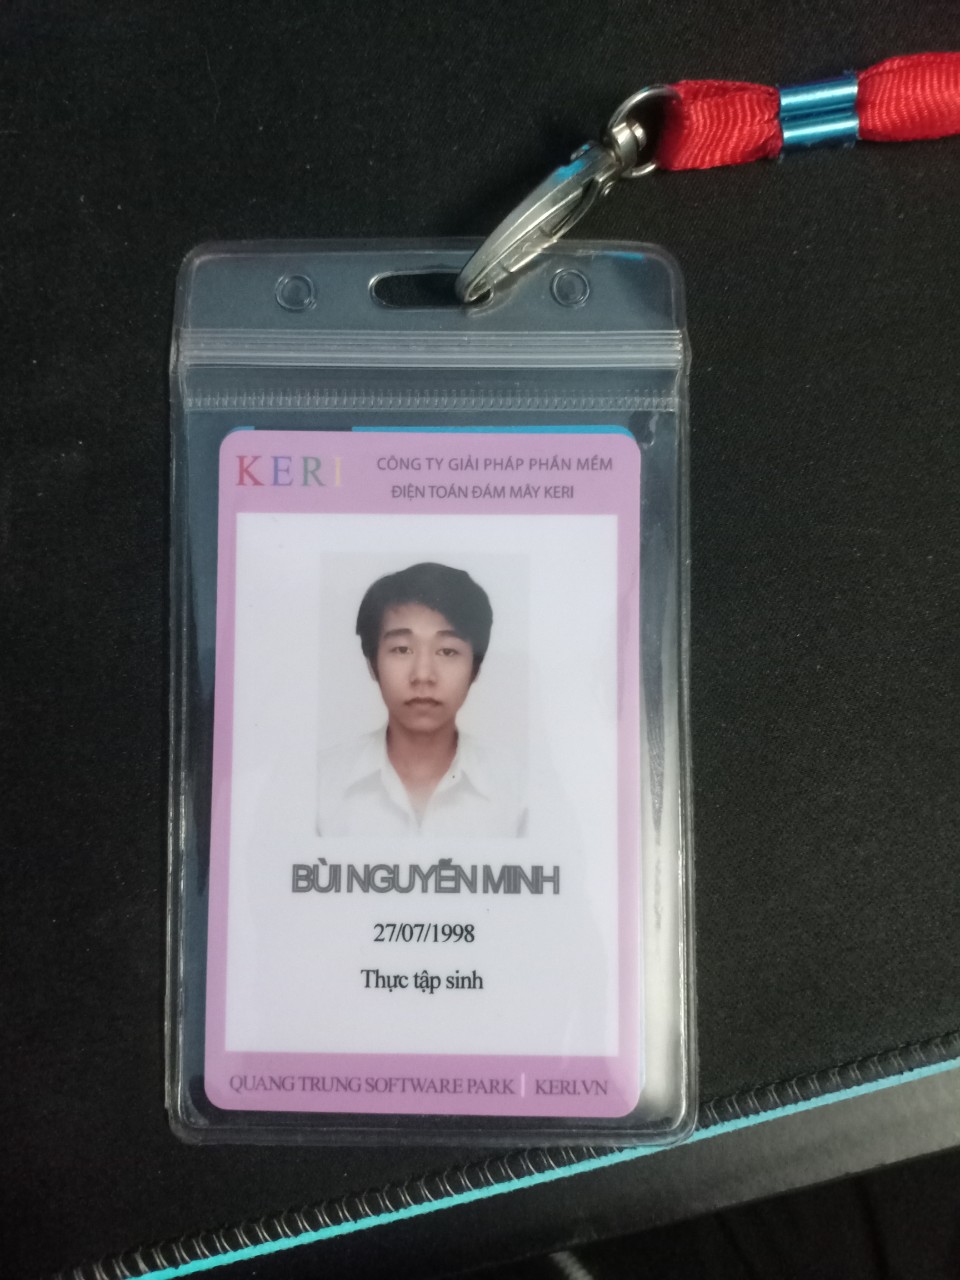 KERI
CÔNG TY GIẢI PHÁP PHẦN MỀM
ĐIỆN TOÁN ĐÁM MÂY KERI
BÙI NGUYỄN MINH
27/07/1998
Thực tập sinh
QUANG TRUNG SOFTWARE PARK | KERI.VN